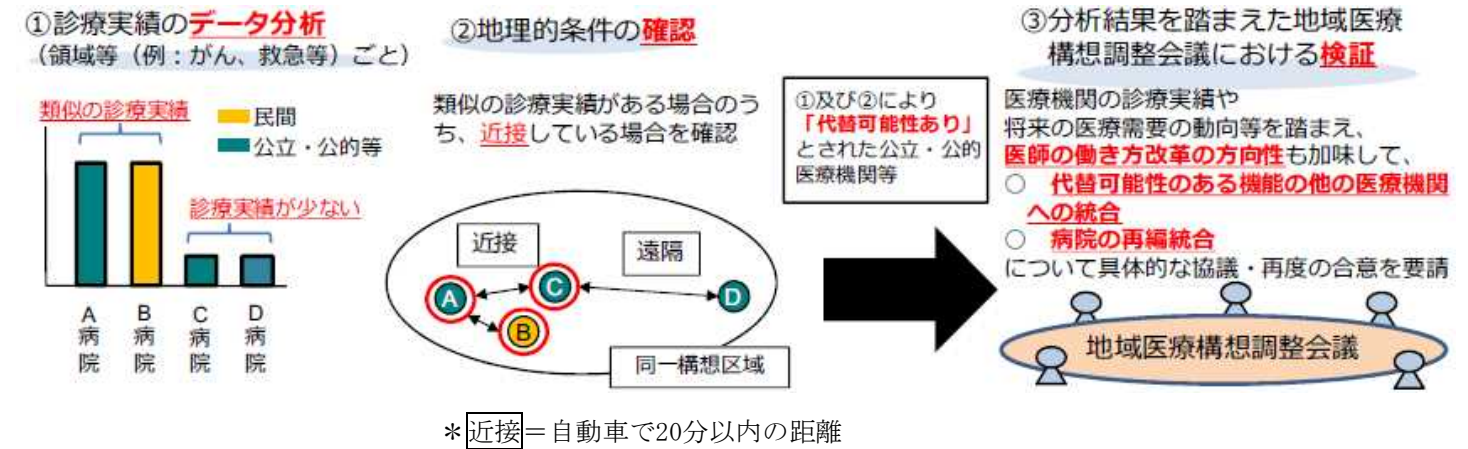 ①診療実績のデータ分析
（領域等（例：がん、救急等）ごと）
類似の診療実績
民間
公立・公的等
診療実績が少ない
A病院
B病院
C病院
D病院
②地理的条件の確認
類似の診療実績がある場合のう
ち、近接している場合を確認
近接
遠隔
A
B
C
D
同一構想区域
＊近接＝自動車で20分以内の距離
①及び②により
「代替可能性あり」
とされた公立・公的
医療機関等
③分析結果を踏まえた地域医療
構想調整会議における検証
医療機関の診療実績や
将来の医療需要の動向等を踏まえ、
医師の働き方改革の方向性も加味して、
○　代替可能性のある機能の他の医療機関
への統合
○　病院の再編統合
について具体的な協議・再度の合意を要請
地域医療構想調整会議